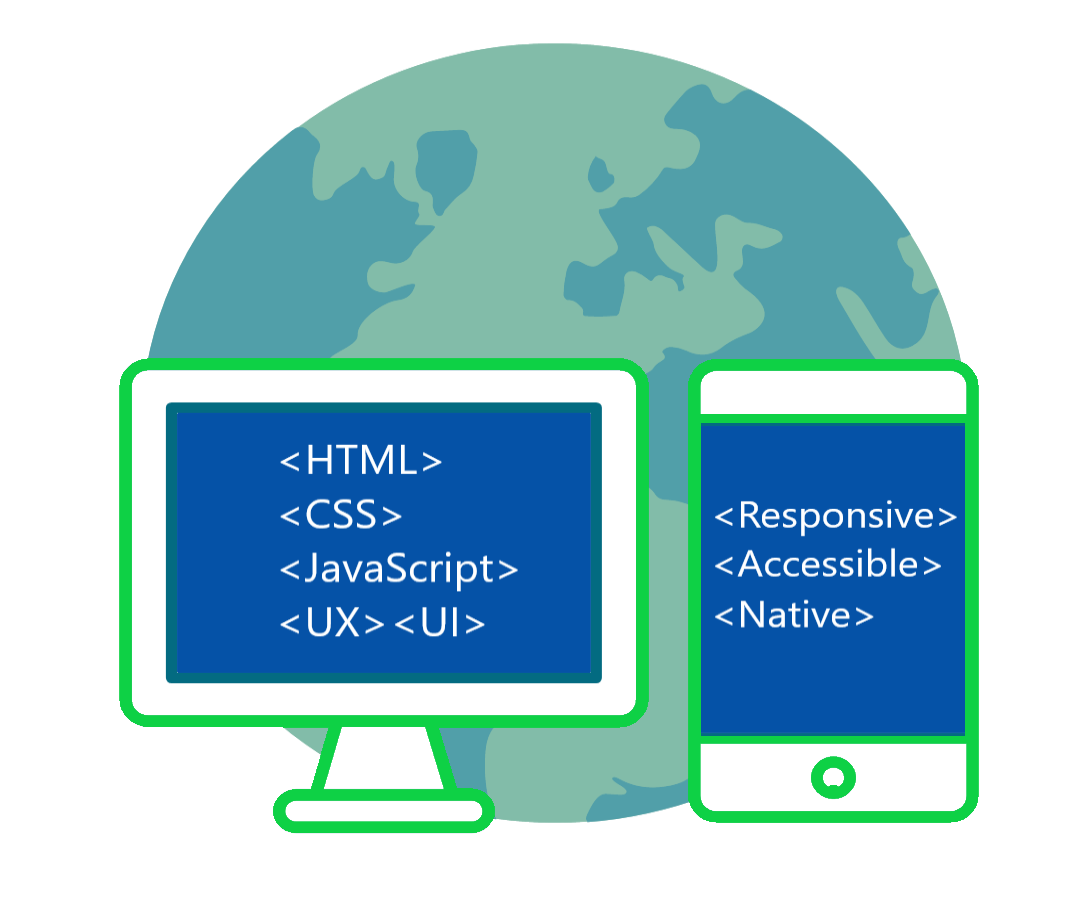 <HTML>
<CSS>
<JavaScript>
<UX><UI>
<Responsive>
<Accessible>
<Native>